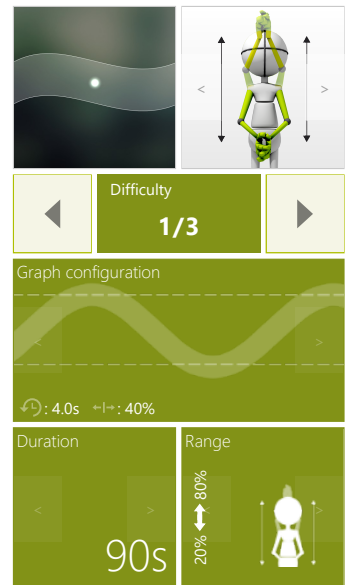 Difficulty
1/3
Graph configuration
: 4.0s : 40%
Duration
90s
Range
20% 80%